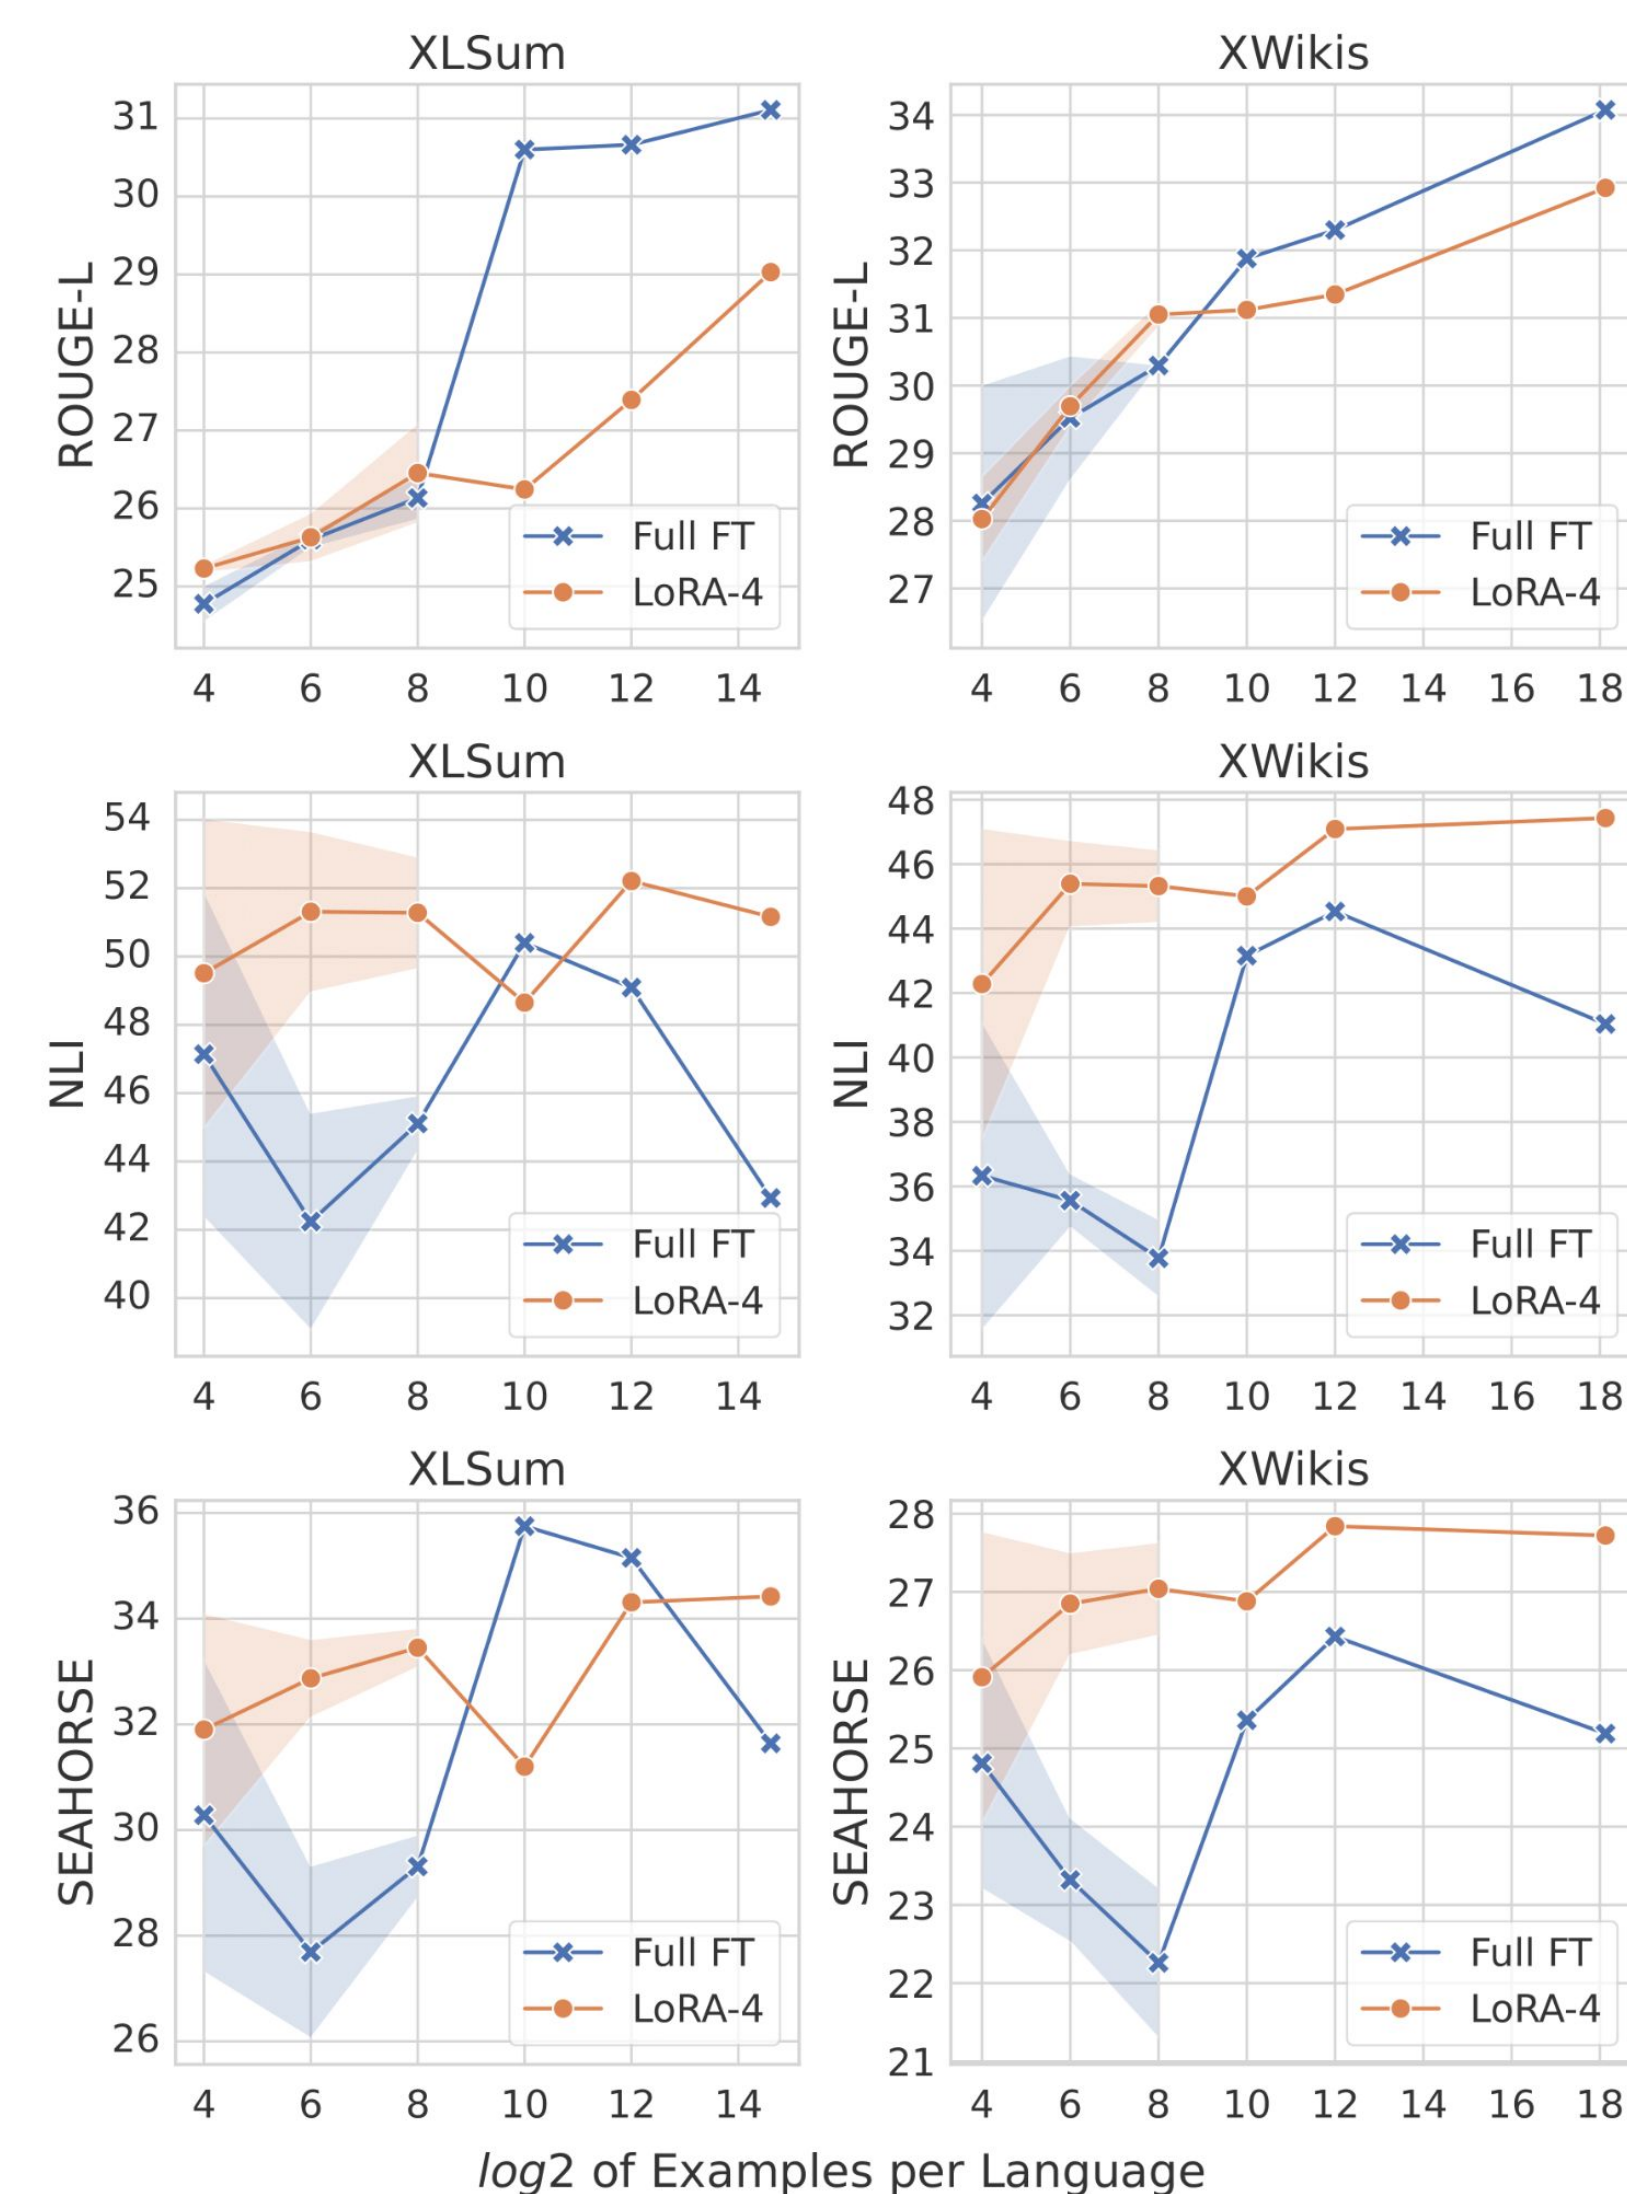 XLSum
ROUGE-L
31
30
29
28
27
26
25
Full FT
LoRA-4
4 6 8 10 12 14
XWikis
ROUGE-L
34
33
32
31
30
29
28
27
Full FT
LoRA-4
4 6 8 10 12 14 16 18
XLSum
NLI
54
52
50
48
46
44
42
40
Full FT
LoRA-4
4 6 8 10 12 14
XWikis
NLI
48
46
44
42
40
38
36
34
32
Full FT
LoRA-4
4 6 8 10 12 14 16 18
XLSum
SEAHORSE
36
34
32
30
28
26
Full FT
LoRA-4
4 6 8 10 12 14
XWikis
SEAHORSE
28
27
26
25
24
23
22
21
Full FT
LoRA-4
4 6 8 10 12 14 16 18
log2 of Examples per Language